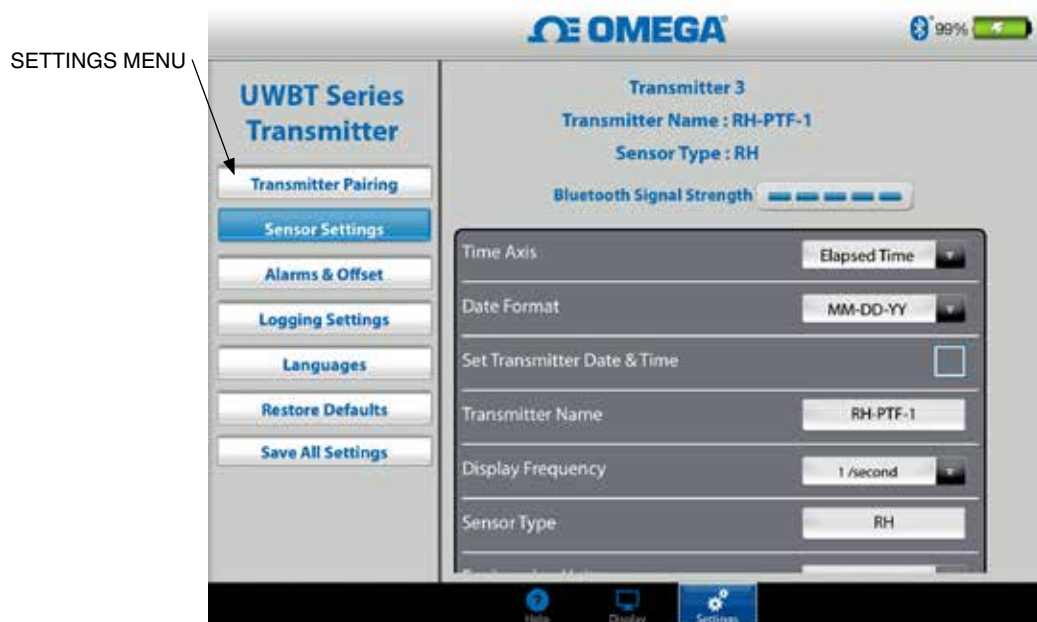 OMEGA
99%
SETTINGS MENU
UWBT Series
Transmitter
Transmitter Pairing
Sensor Settings
Alarms & Offset
Logging Settings
Languages
Restore Defaults
Save All Settings
Transmitter 3
Transmitter Name : RH-PTF-1
Sensor Type : RH
Bluetooth Signal Strength
Time Axis
Elapsed Time
Date Format
MM-DD-YY
Set Transmitter Date & Time
Transmitter Name
RH-PTF-1
Display Frequency
1 /second
Sensor Type
RH
Help
Display
Settings